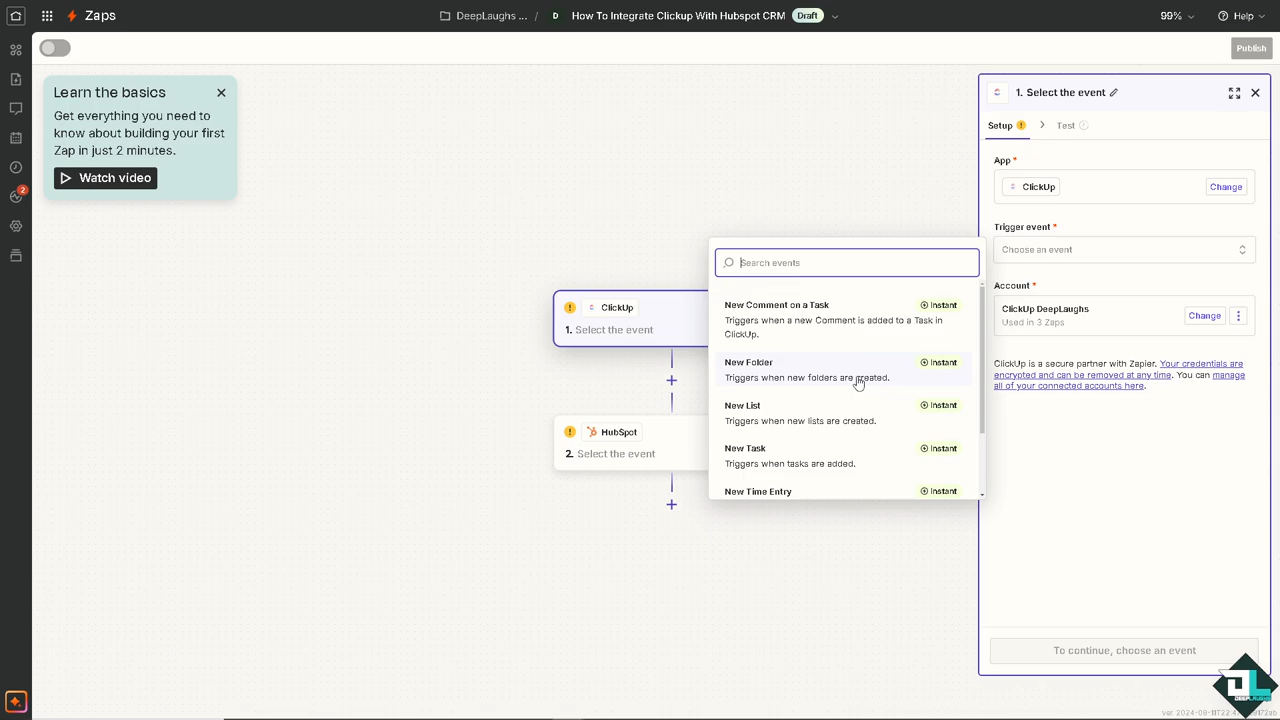 Zaps
DeepLaughs ... /
D How To Integrate Clickup With Hubspot CRM Draft
99%
Help
Publish
Learn the basics
Get everything you need to
know about building your first
Zap in just 2 minutes.
Watch video
2
ClickUp
1. Select the event
HubSpot
2. Select the event
Search events
New Comment on a Task Instant
Triggers when a new Comment is added to a Task in
ClickUp.
New Folder Instant
Triggers when new folders are created.
New List Instant
Triggers when new lists are created.
New Task Instant
Triggers when tasks are added.
New Time Entry Instant
1. Select the event
Setup Test
App *
ClickUp Change
Trigger event *
Choose an event
Account *
ClickUp DeepLaughs
Used in 3 Zaps
Change
ClickUp is a secure partner with Zapier. Your credentials are
encrypted and can be removed at any time. You can manage
all of your connected accounts here.
To continue, choose an event